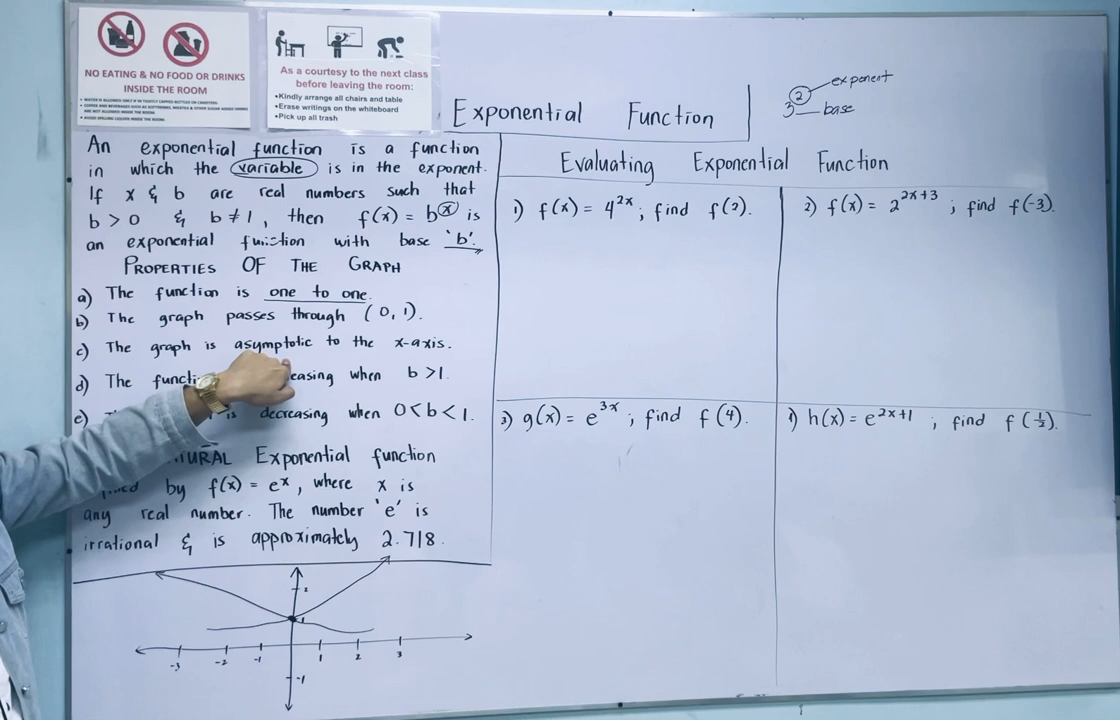 NO EATING & NO FOOD OR DRINKS
INSIDE THE ROOM
As a courtesy to the next class
before leaving the room:
•Kindly arrange all chairs and table
•Erase writings on the whiteboard
•Pick up all trash
Exponential Function
3 2
exponent
base
An exponential function is a function
in which the variable is in the exponent.
If x & b are real numbers such that
b > 0 & b ≠ 1, then f(x) = bˣ is
an exponential function with base 'b'.
PROPERTIES OF THE GRAPH
a) The function is one to one.
b) The graph passes through (0, 1).
c) The graph is asymptotic to the x-axis.
d) The functi easing when b > 1.
e) is decreasing when 0 < b < 1.
URAL Exponential function
by f(x) = eˣ, where x is
any real number. The number 'e' is
irrational & is approximately 2.718.
2
1
-3 -2 -1 1 2 3
-1
Evaluating Exponential Function
1) f(x) = 4^2x ; find f(2).
2) f(x) = 2^2x+3 ; find f(-3).
3) g(x) = e^3x ; find f(4).
h(x) = e^2x+1 ; find f(1/2).